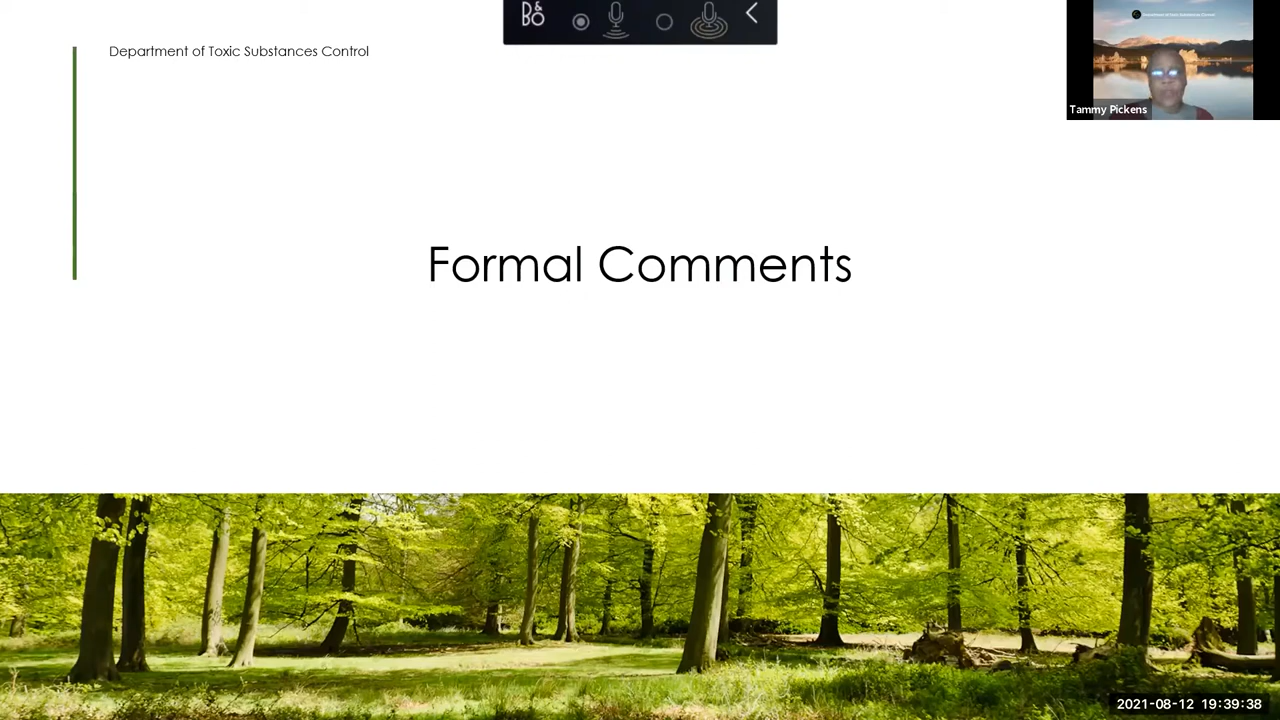 B&O
Department of Toxic Substances Control
Tammy Pickens
Formal Comments
2021-08-12 19:39:38